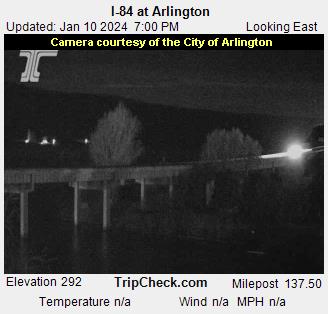 I-84 at Arlington
Updated: Jan 10 2024 7:00 PM Looking East
Camera courtesy of the City of Arlington
Elevation 292 TripCheck.com Milepost 137.50
Temperature n/a Wind n/a MPH n/a